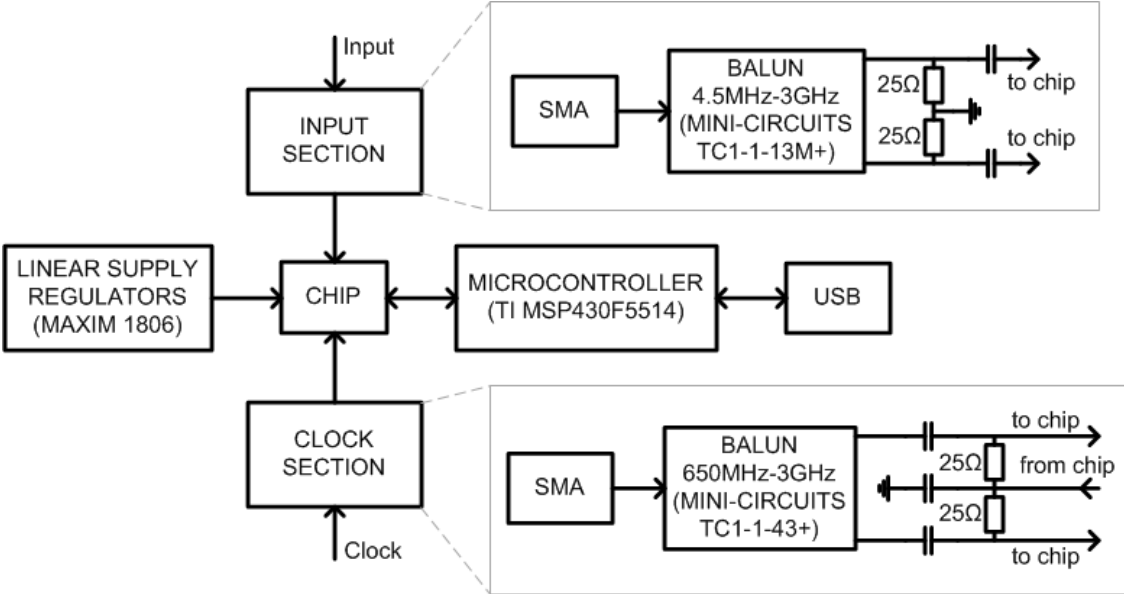 Input
INPUT
SECTION
SMA
BALUN
4.5MHz-3GHz
(MINI-CIRCUITS
TC1-1-13M+)
25Ω
25Ω
to chip
to chip
LINEAR SUPPLY
REGULATORS
(MAXIM 1806)
CHIP
MICROCONTROLLER
(TI MSP430F5514)
USB
CLOCK
SECTION
Clock
SMA
BALUN
650MHz-3GHz
(MINI-CIRCUITS
TC1-1-43+)
to chip
25Ω
from chip
25Ω
to chip